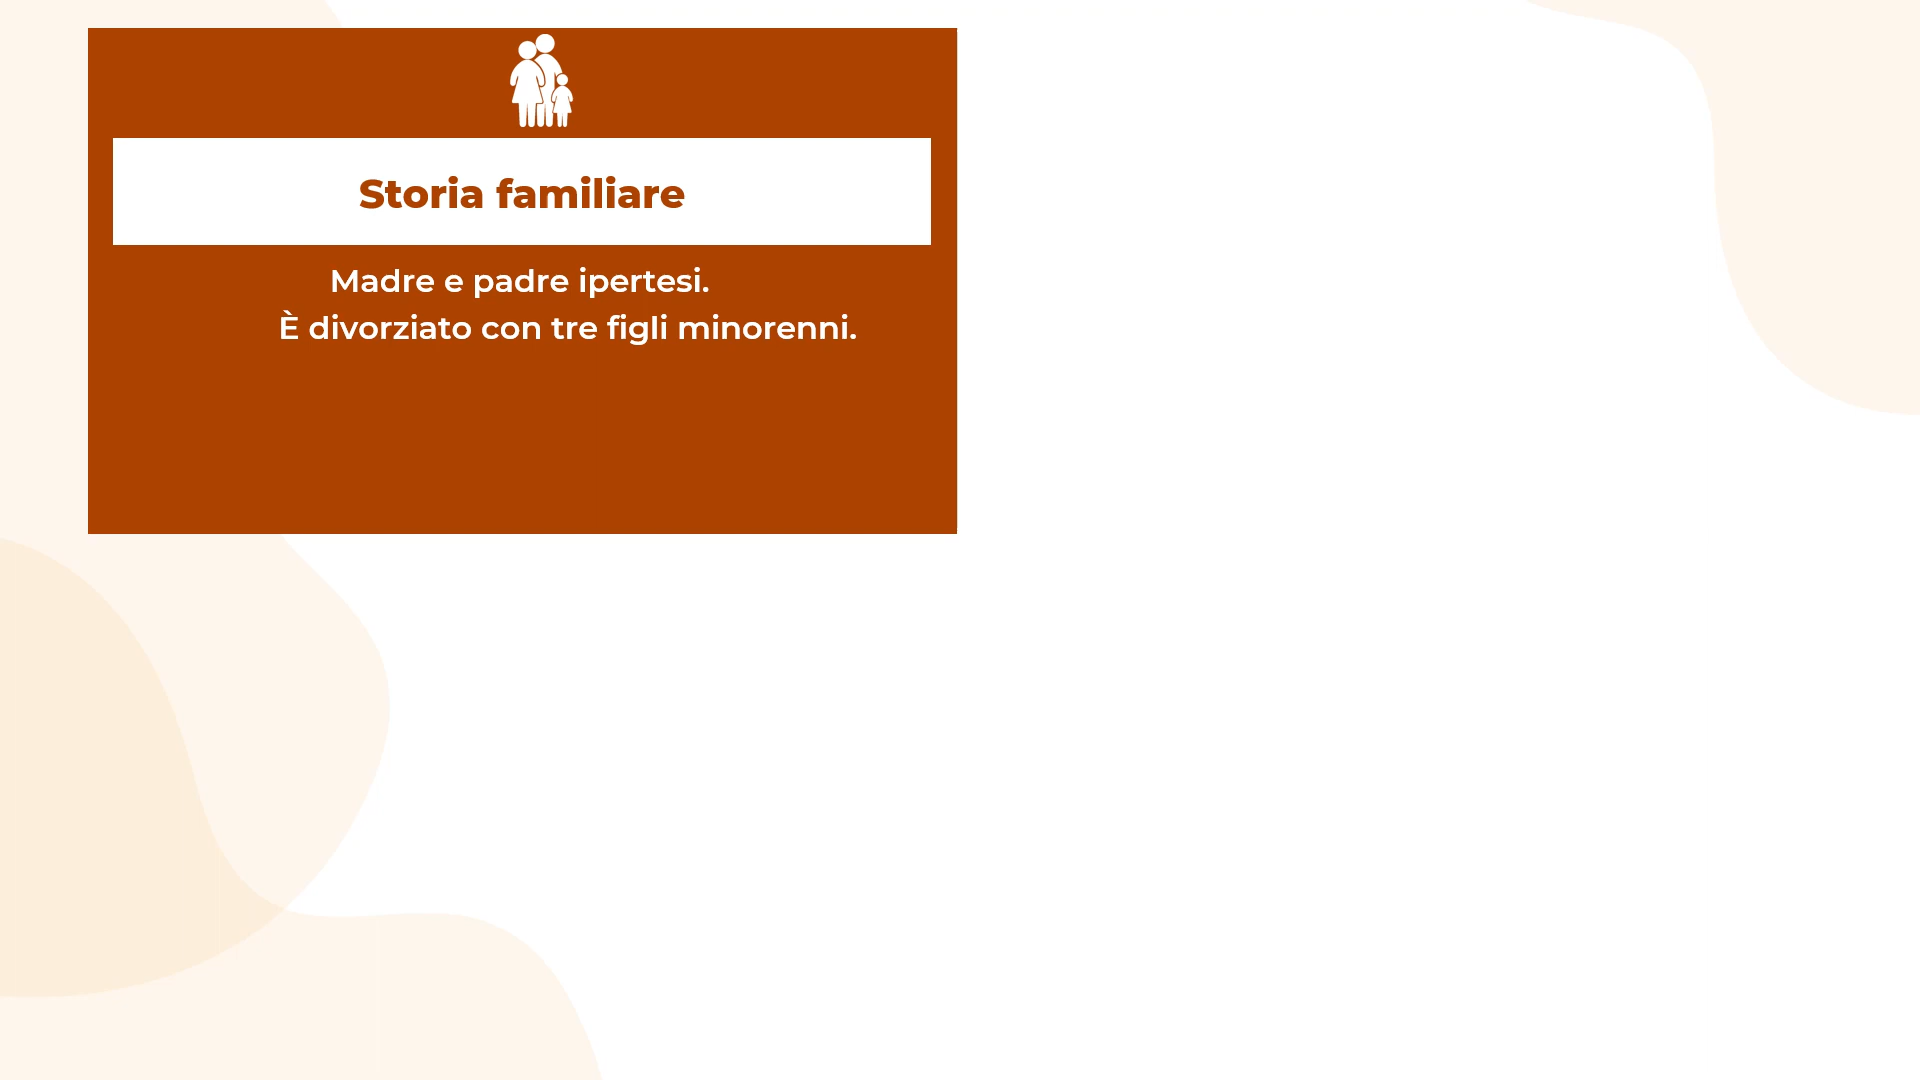 Storia familiare
Madre e padre ipertesi.
È divorziato con tre figli minorenni.